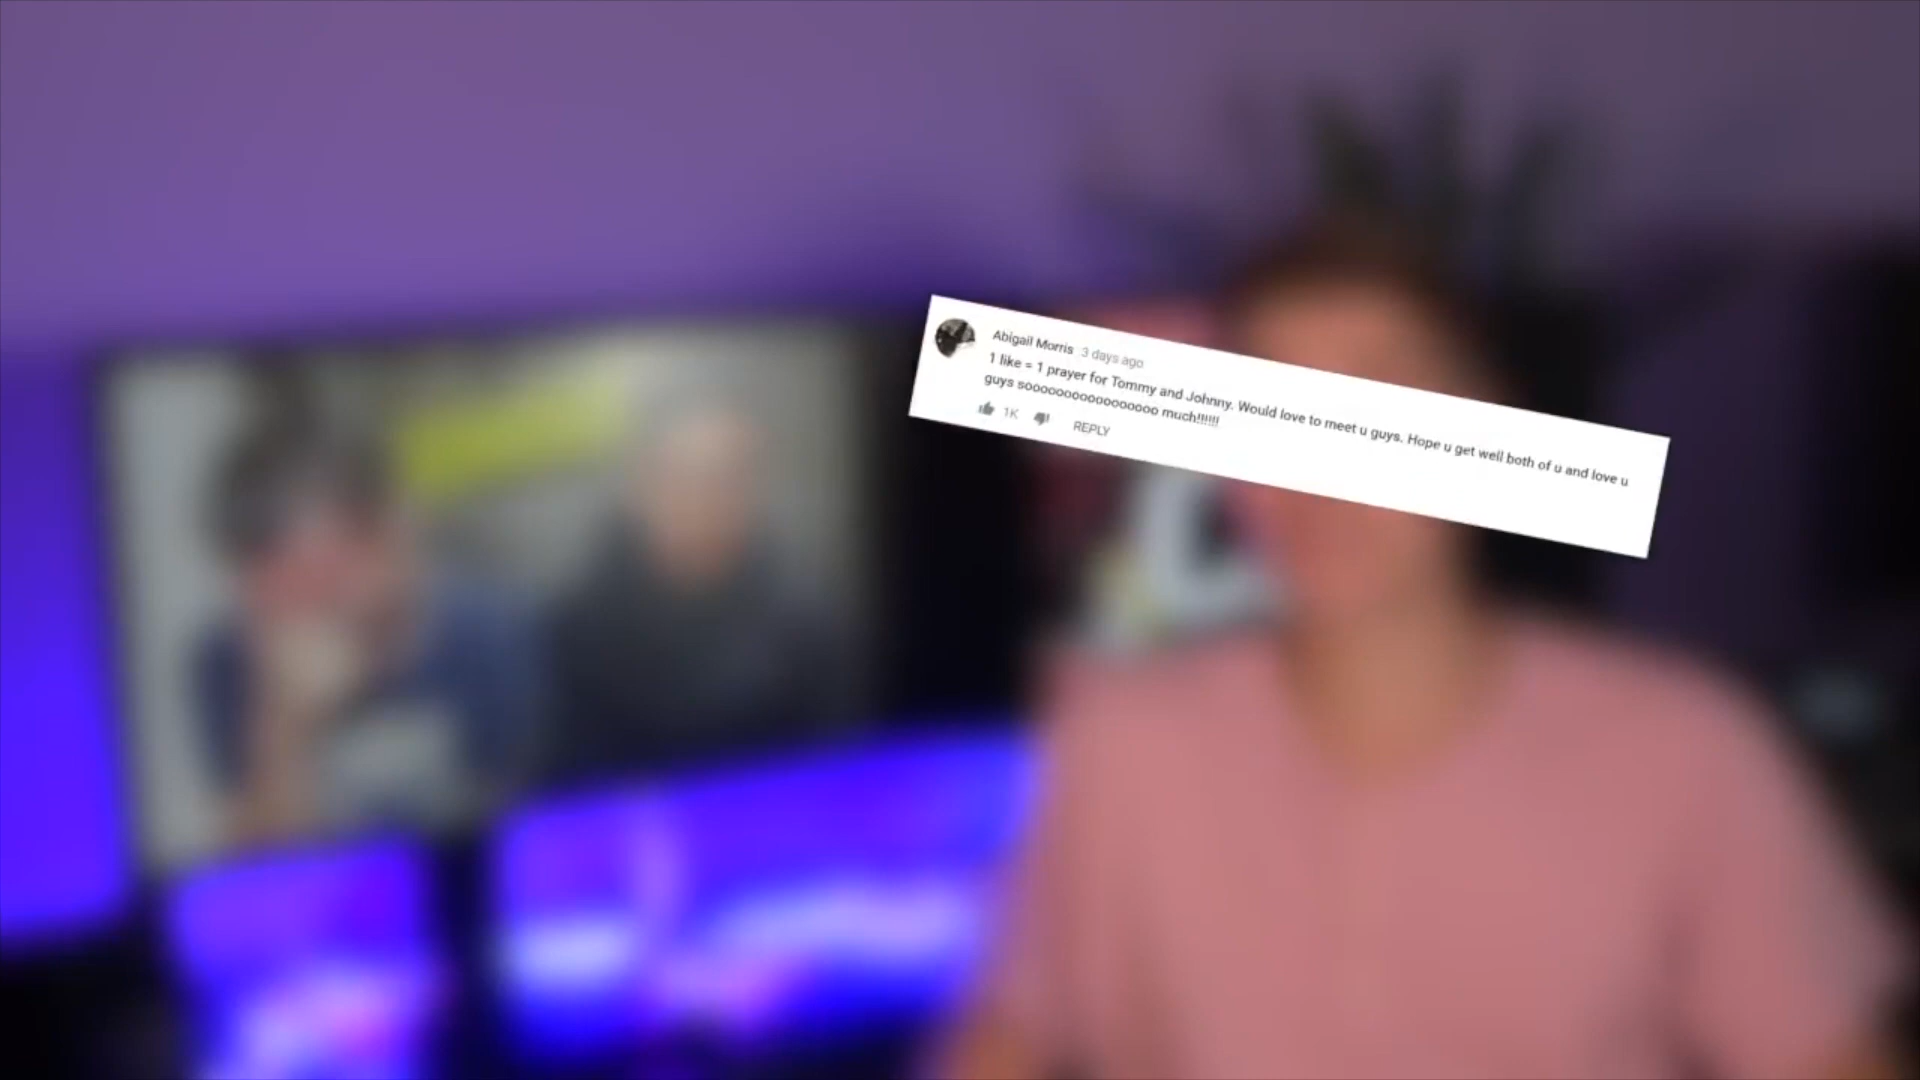 Abigail Morris 3 days ago
1 like = 1 prayer for Tommy and Johnny. Would love to meet u guys. Hope u get well both of u and love u
guys sooooooooooooooooo much!!!!!!
1K REPLY